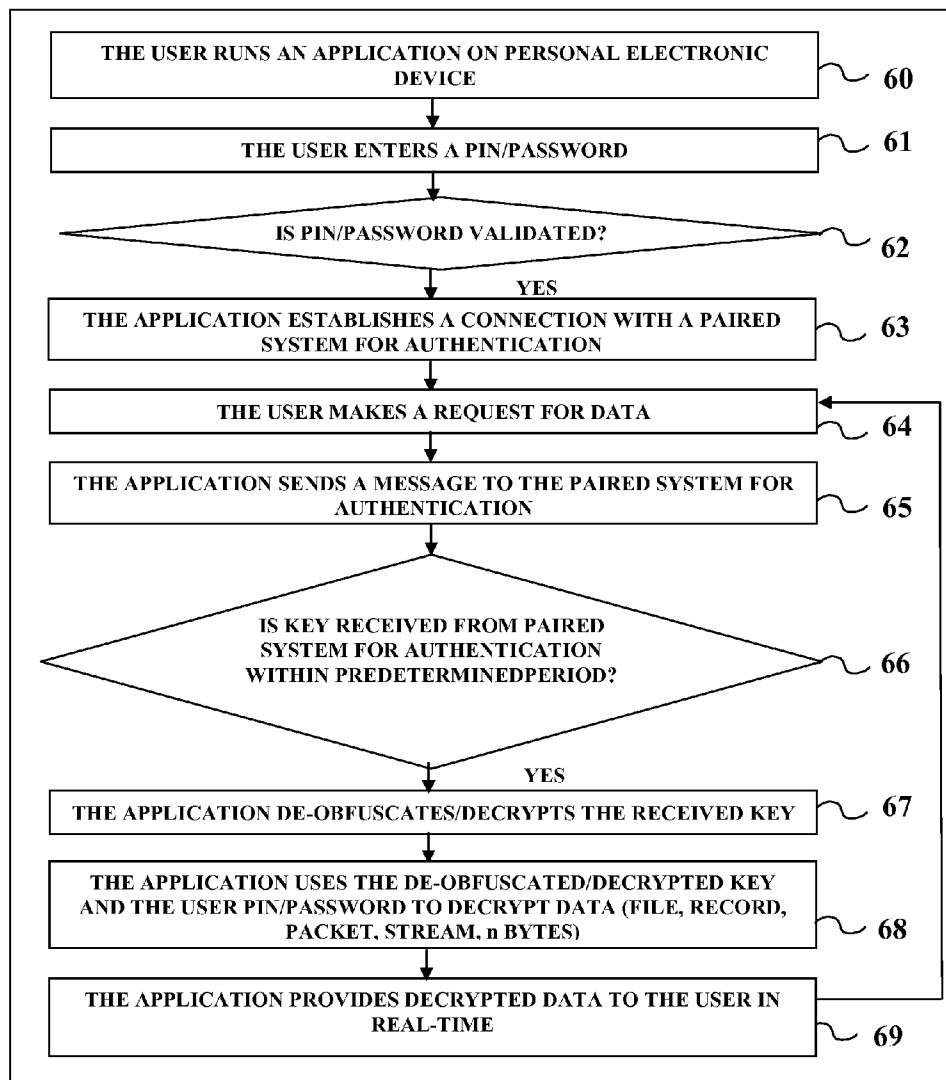 THE USER RUNS AN APPLICATION ON PERSONAL ELECTRONIC
DEVICE
60
THE USER ENTERS A PIN/PASSWORD
61
IS PIN/PASSWORD VALIDATED?
62
YES
THE APPLICATION ESTABLISHES A CONNECTION WITH A PAIRED
SYSTEM FOR AUTHENTICATION
63
THE USER MAKES A REQUEST FOR DATA
64
THE APPLICATION SENDS A MESSAGE TO THE PAIRED SYSTEM FOR
AUTHENTICATION
65
IS KEY RECEIVED FROM PAIRED
SYSTEM FOR AUTHENTICATION
WITHIN PREDETERMINEDPERIOD?
66
YES
THE APPLICATION DE-OBFUSCATES/DECRYPTS THE RECEIVED KEY
67
THE APPLICATION USES THE DE-OBFUSCATED/DECRYPTED KEY
AND THE USER PIN/PASSWORD TO DECRYPT DATA (FILE, RECORD,
PACKET, STREAM, n BYTES)
68
THE APPLICATION PROVIDES DECRYPTED DATA TO THE USER IN
REAL-TIME
69